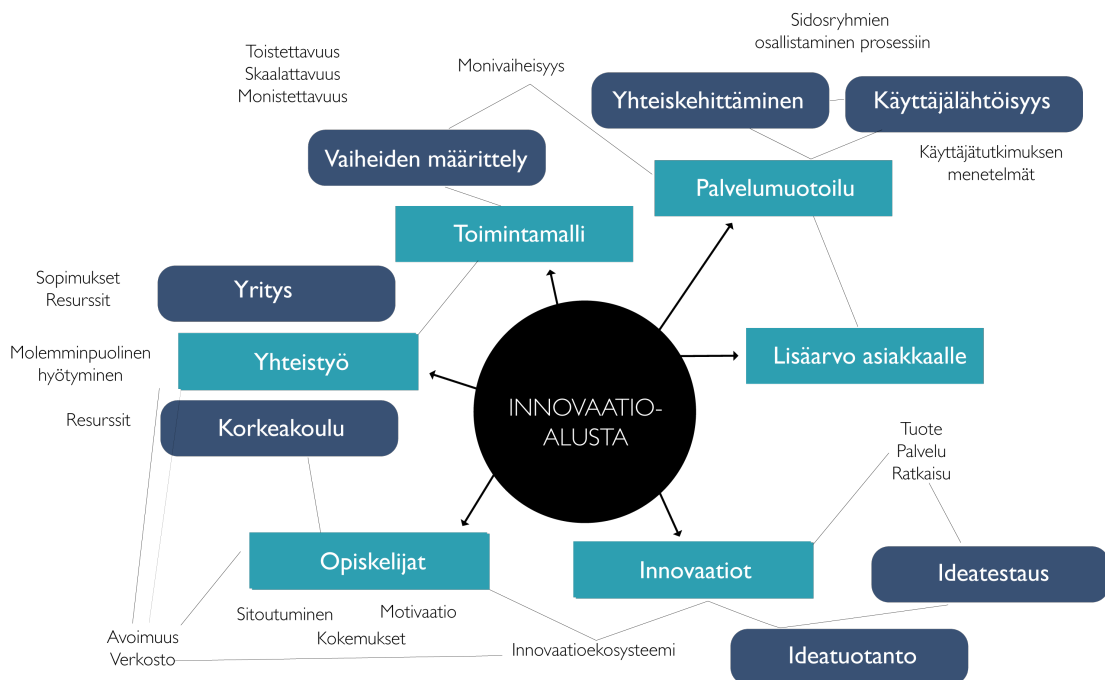 Sidosryhmien
osallistaminen prosessiin
Toistettavuus
Skaalattavuus
Monistettavuus
Monivaiheisyys
Yhteiskehittäminen
Käyttäjälähtöisyys
Vaiheiden määrittely
Käyttäjätutkimuksen
menetelmät
Palvelumuotoilu
Toimintamalli
Sopimukset
Resurssit
Yritys
Molemminpuolinen
hyötyminen
Yhteistyö
Lisäarvo asiakkaalle
Resurssit
Korkeakoulu
INNOVAATIO-
ALUSTA
Tuote
Palvelu
Ratkaisu
Opiskelijat
Innovaatiot
Ideatestaus
Sitoutuminen
Motivaatio
Kokemukset
Avoimuus
Verkosto
Innovaatioekosysteemi
Ideatuotanto